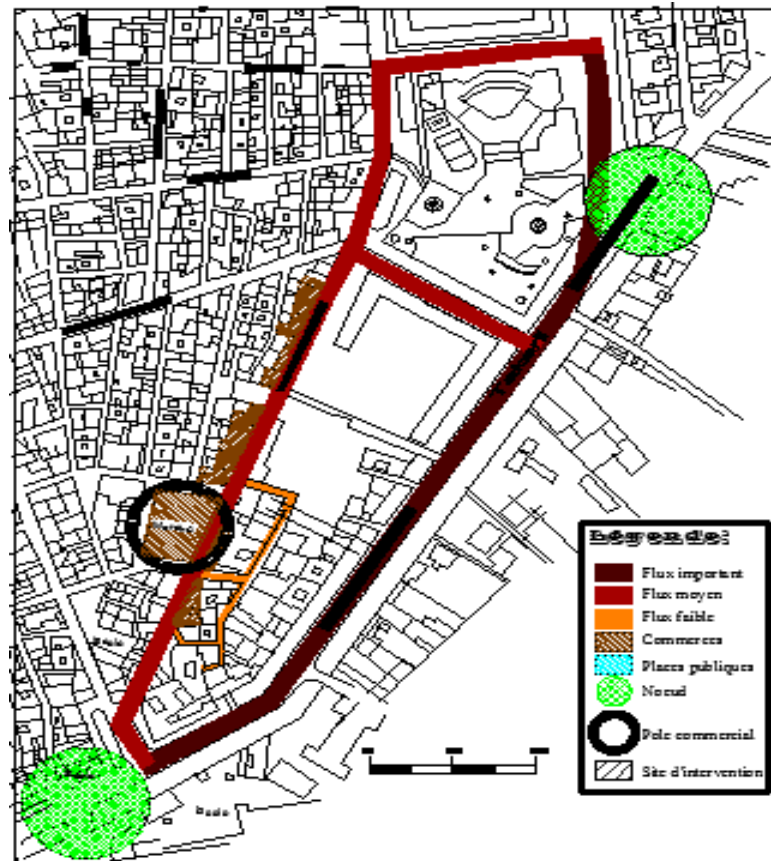 Légende:
Flux important
Flux moyen
Flux faible
Commerces
Places publiques
Noeud
Pole commercial
Site d'intervention